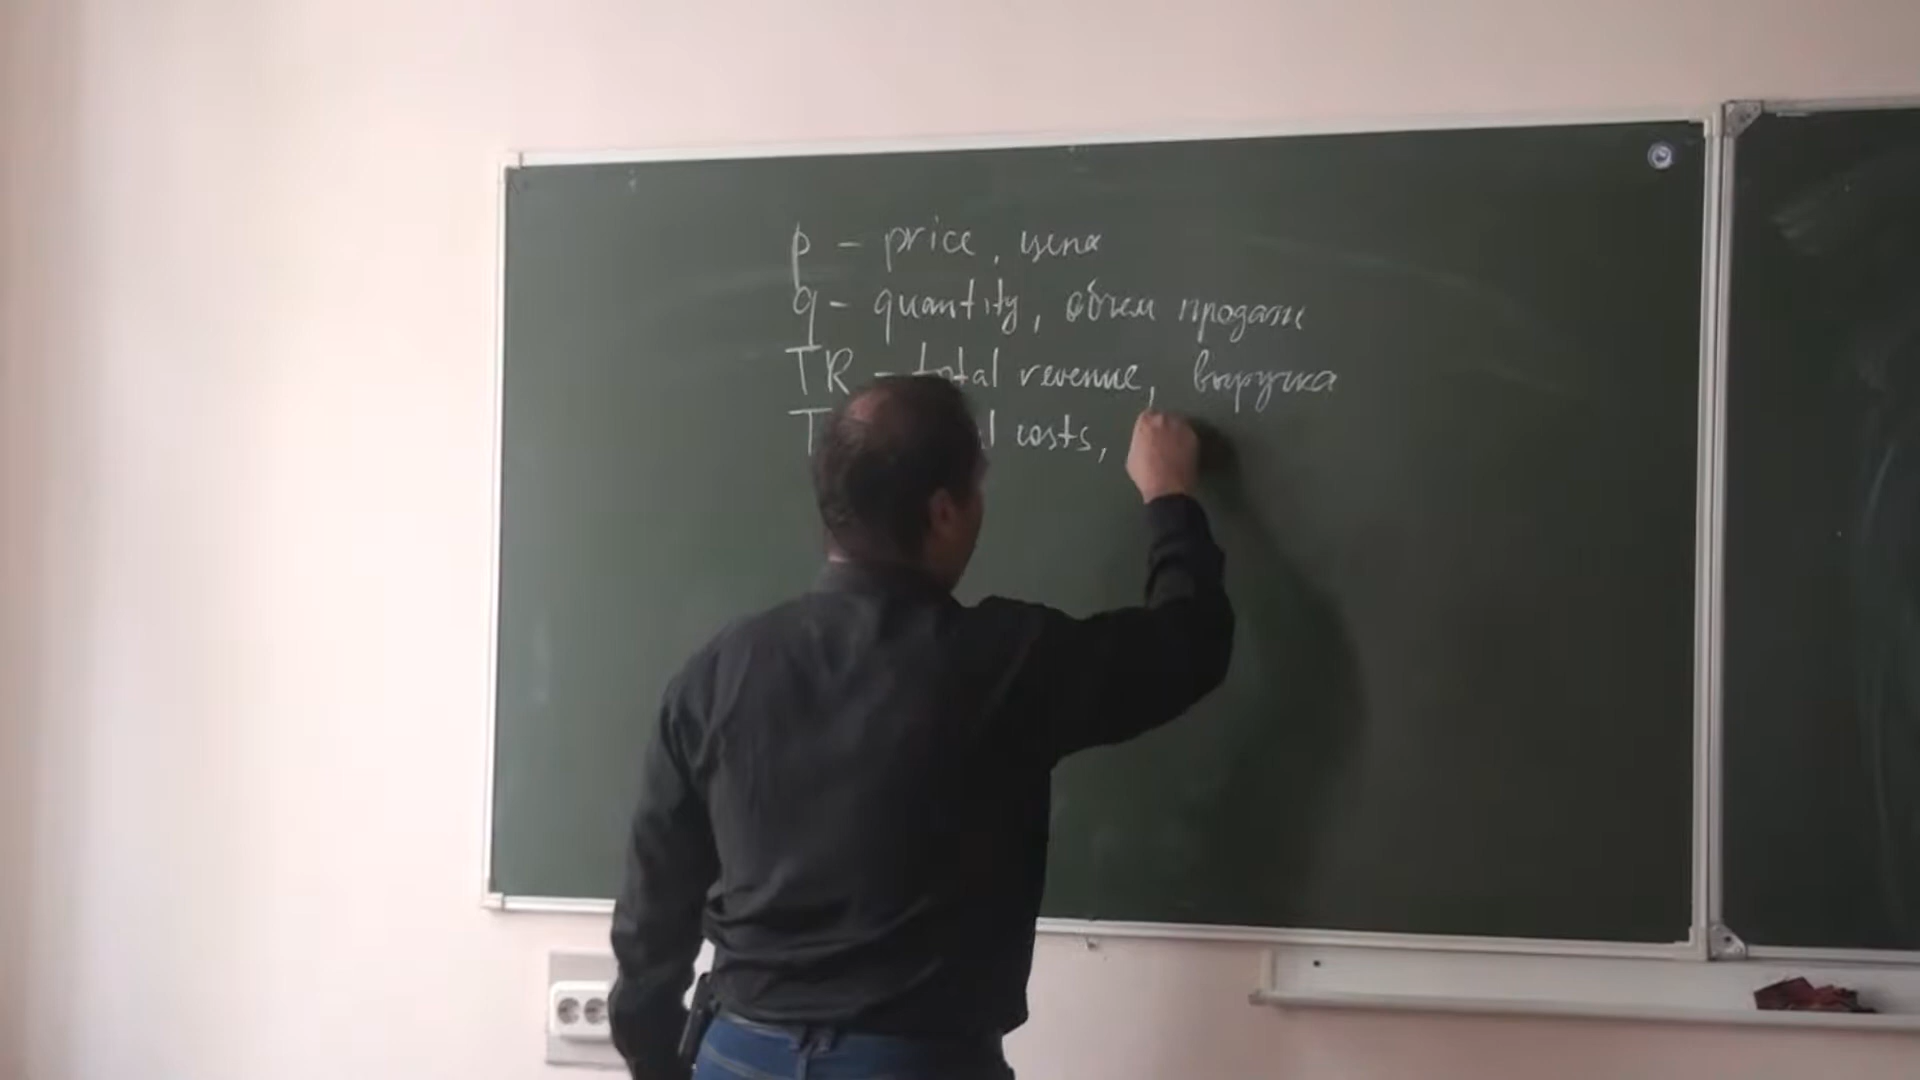 p - price, цена
q - quantity, объем продаж
TR - total revenue, выручка
costs,